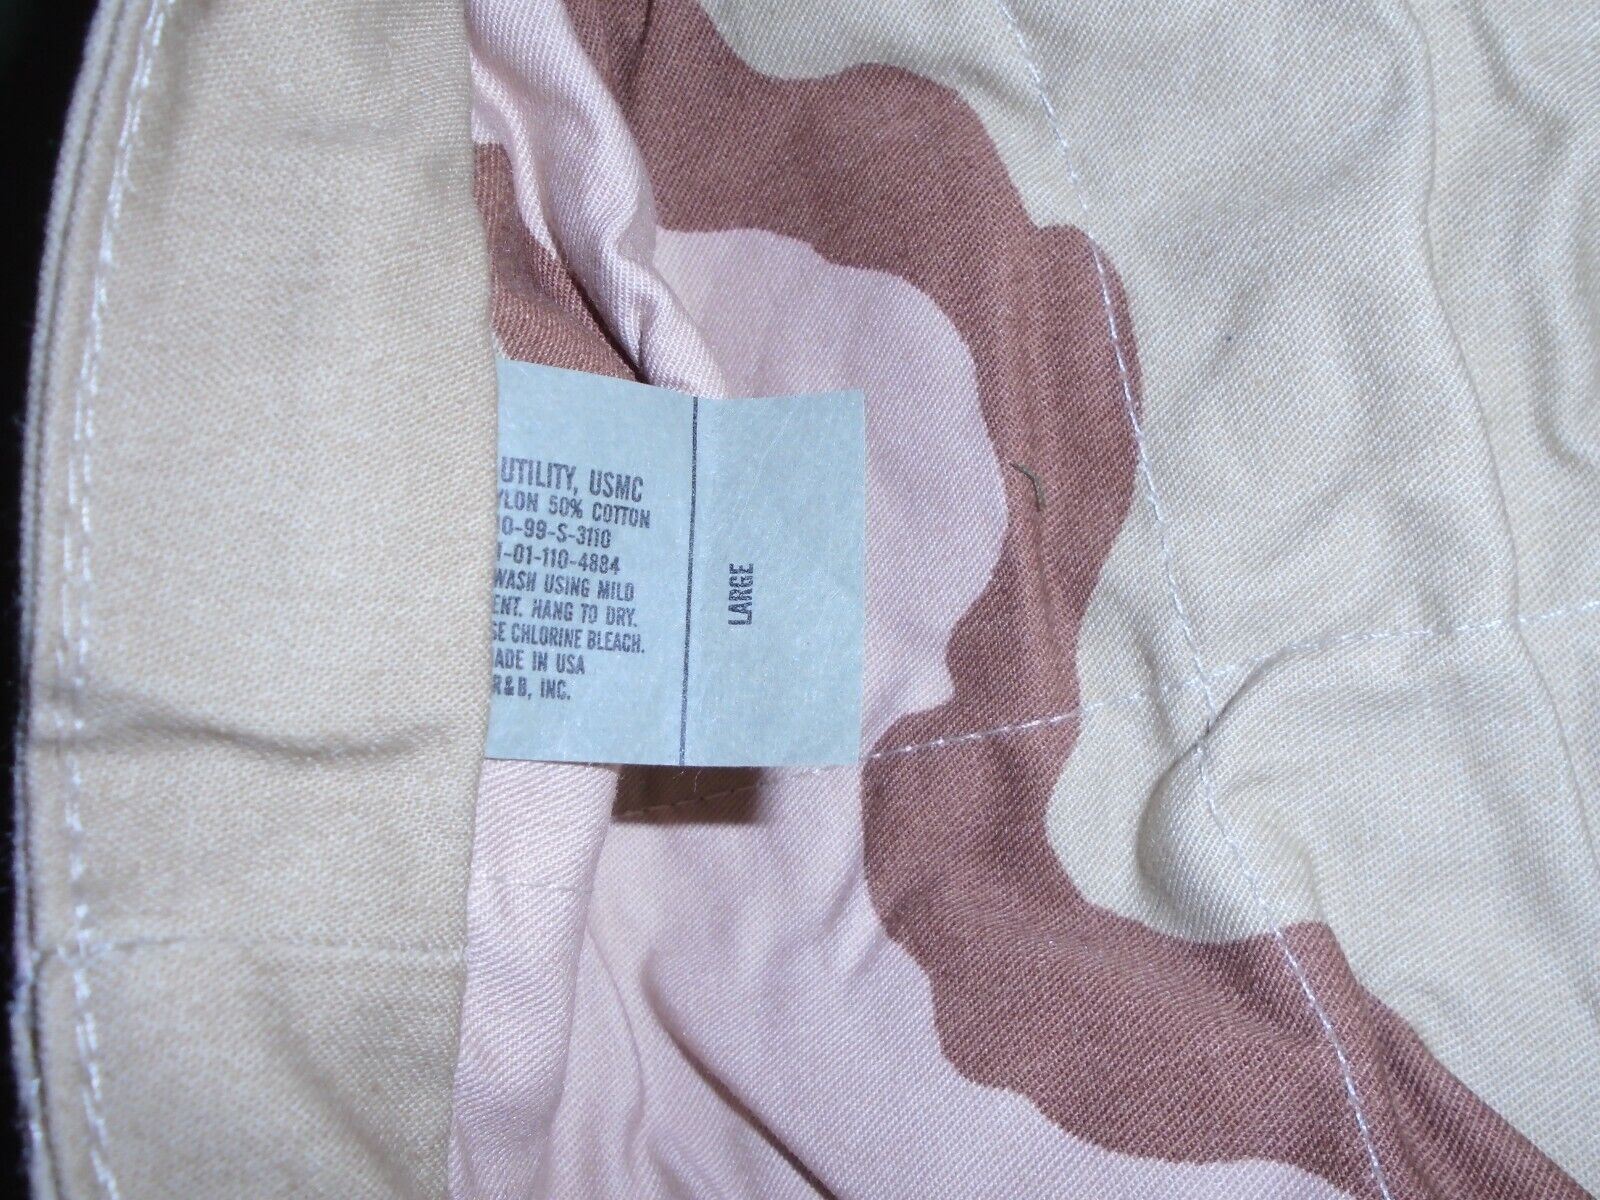 UTILITY, USMC
YLON 50% COTTON
00-99-S-3110
1-01-110-4884
WASH USING MILD
ENT. HANG TO DRY.
SE CHLORINE BLEACH.
ADE IN USA
R&B, INC.
LARGE